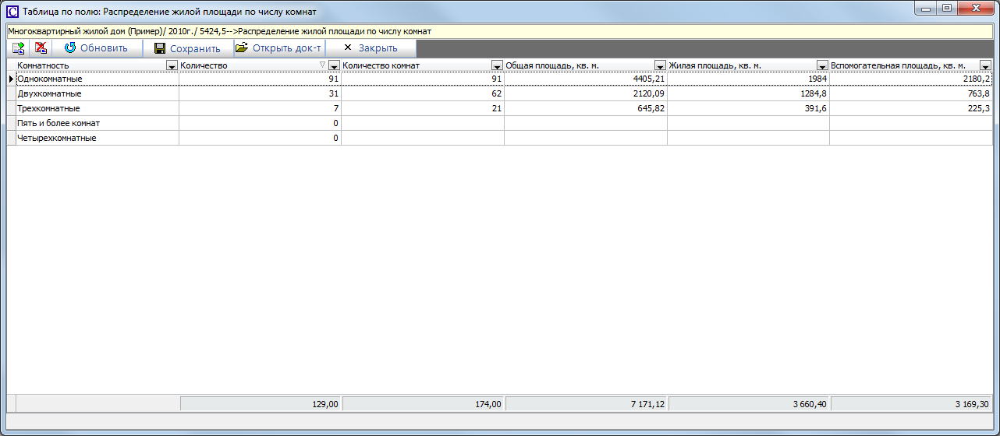 C Таблица по полю: Распределение жилой площади по числу комнат
Многоквартирный жилой дом (Пример)/ 2010г./ 5424,5-->Распределение жилой площади по числу комнат
Обновить Сохранить Открыть док-т Закрыть
Комнатность Количество Количество комнат Общая площадь, кв. м. Жилая площадь, кв. м. Вспомогательная площадь, кв. м.
Однокомнатные 91 91 4405,21 1984 2180,2
Двухкомнатные 31 62 2120,09 1284,8 763,8
Трехкомнатные 7 21 645,82 391,6 225,3
Пять и более комнат 0
Четырехкомнатные 0
129,00 174,00 7 171,12 3 660,40 3 169,30